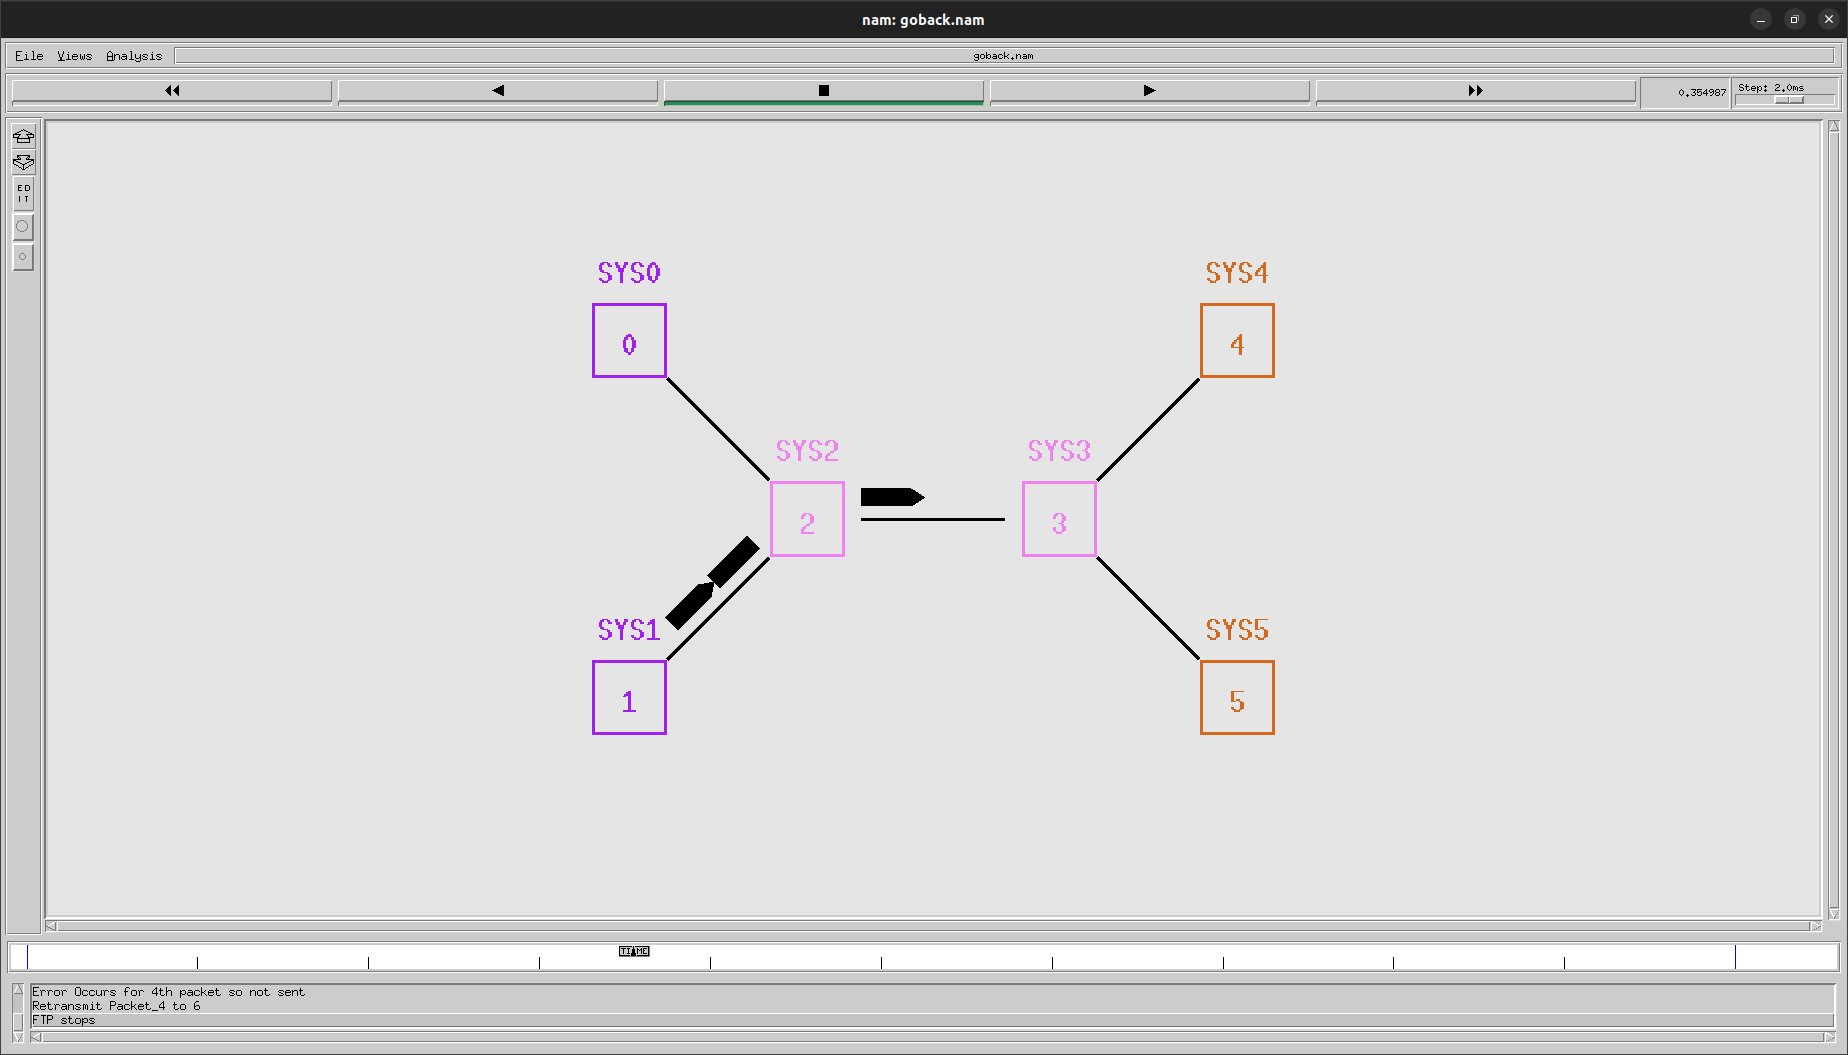 nam: goback.nam
File Views Analysis
goback.nam
0.354987
Step: 2.0ms
ED
IT
SYS0
0
SYS4
4
SYS2
2
SYS3
3
SYS1
1
SYS5
5
TIME
Error Occurs for 4th packet so not sent
Retransmit Packet_4 to 6
FTP stops